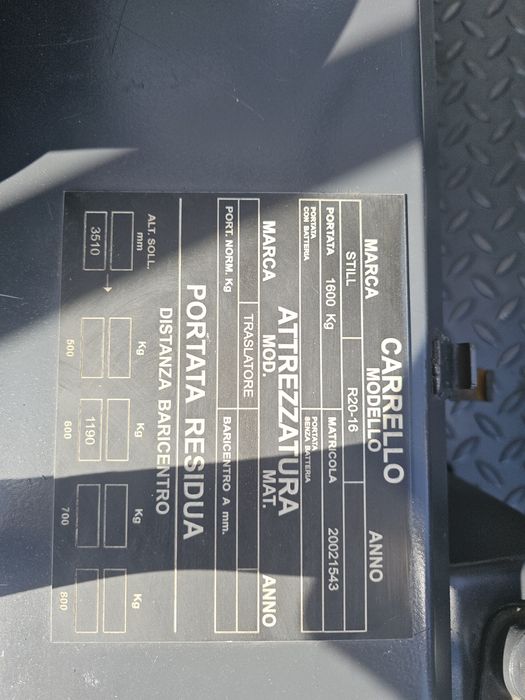 CARRELLO
MARCA MODELLO ANNO
STILL R20-16
PORTATA 1600 Kg MATRICOLA 20021543
PORTATA CON BATTERIA PORTATA SENZA BATTERIA
ATTREZZATURA
MARCA MOD. MAT. ANNO
TRASLATORE
PORT. NORM. Kg BARICENTRO A mm.
PORTATA RESIDUA
DISTANZA BARICENTRO
ALT. SOLL. mm Kg Kg Kg Kg
3510 1190
500 600 700 800